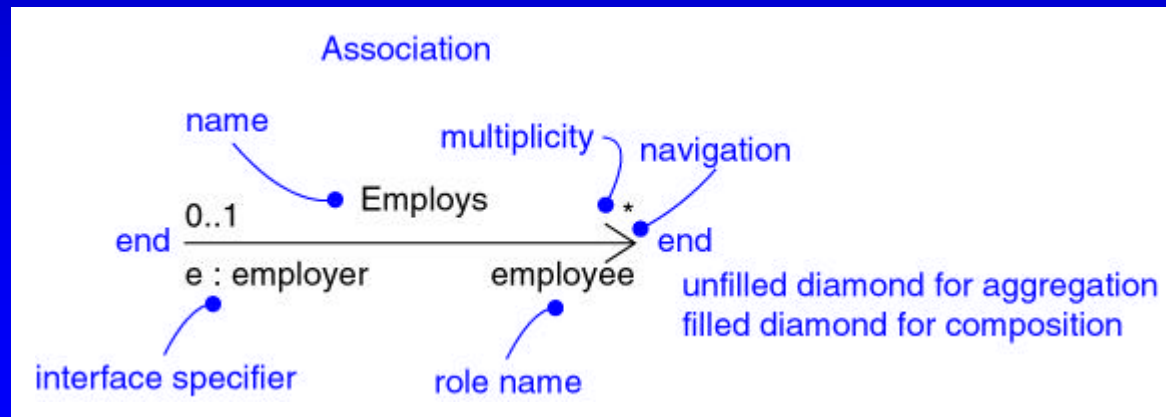 Association
name
multiplicity
navigation
Employs
0..1
*
end
end
e : employer
employee
unfilled diamond for aggregation
filled diamond for composition
interface specifier
role name